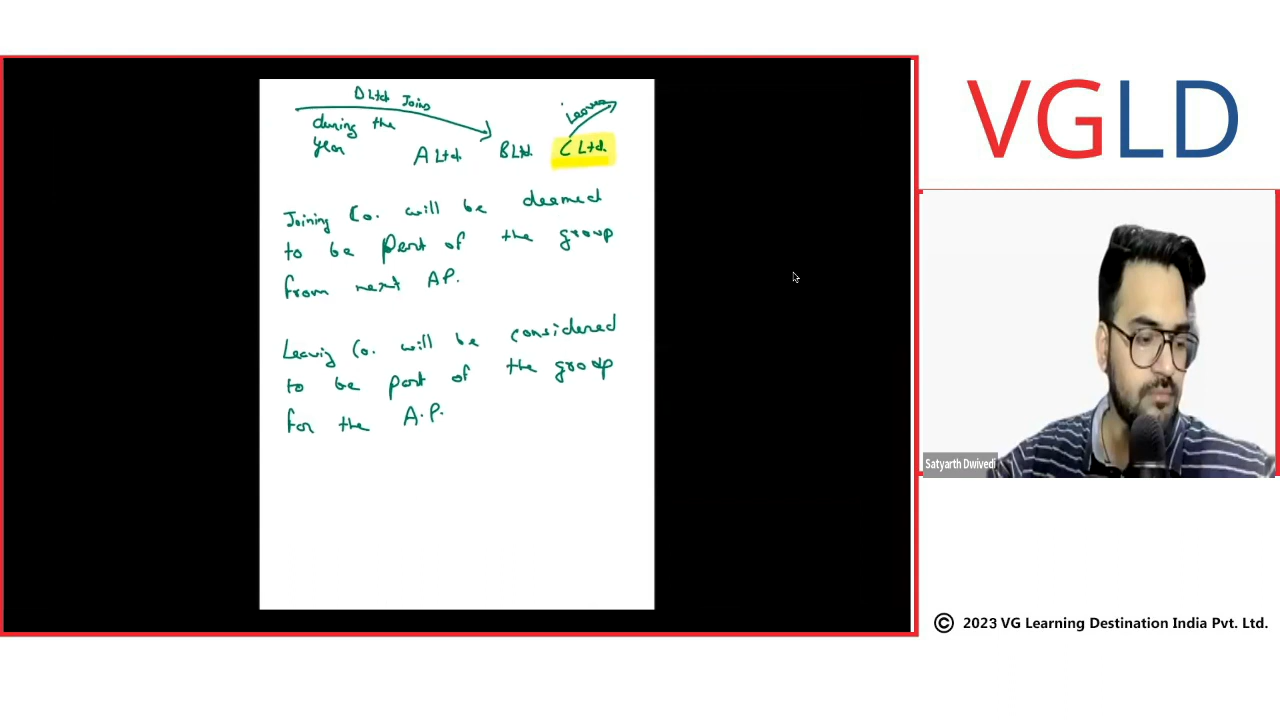 D Ltd Joins
during the
year
Leaves
A Ltd.
B Ltd.
C Ltd.
Joining Co. will be deemed
to be part of the group
from next AP.
Leaving Co. will be considered
to be part of the group
for the A.P.
VGLD
Satyarth Dwivedi
© 2023 VG Learning Destination India Pvt. Ltd.